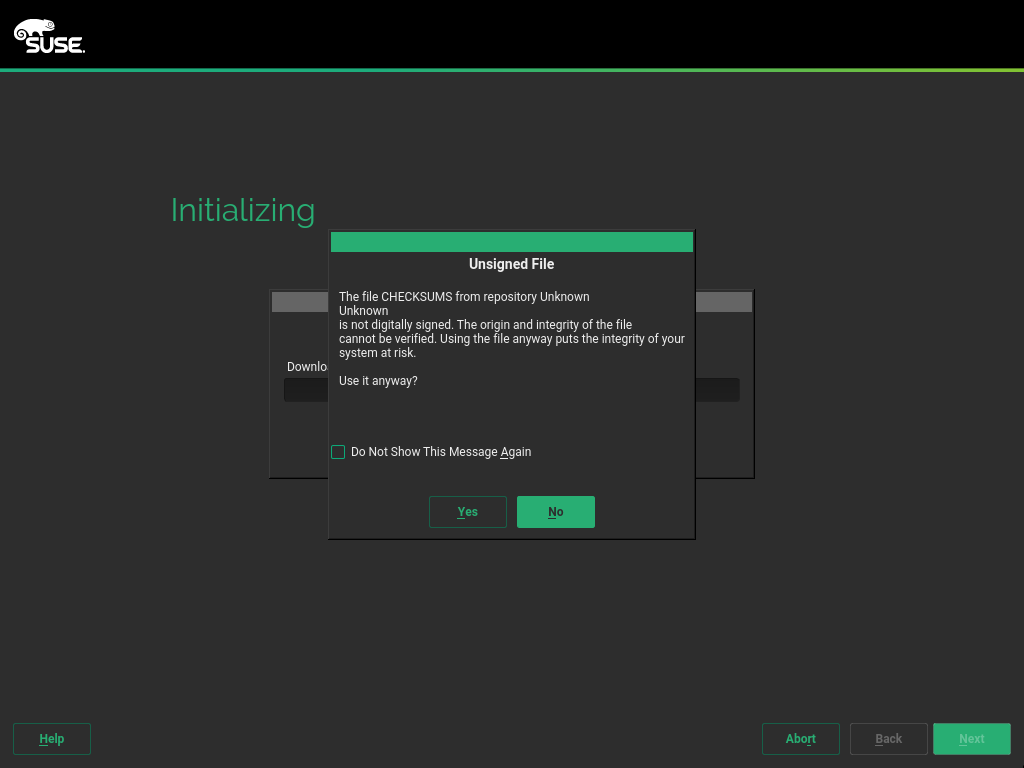 SUSE.
Initializing
Unsigned File
The file CHECKSUMS from repository Unknown
Unknown
is not digitally signed. The origin and integrity of the file
cannot be verified. Using the file anyway puts the integrity of your
system at risk.
Use it anyway?
Do Not Show This Message Again
Yes No
Help Abort Back Next